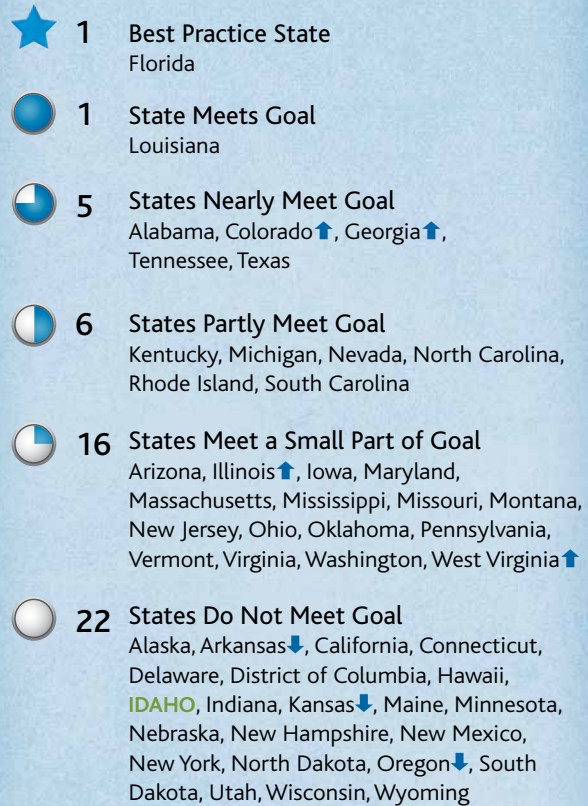 1 Best Practice State
Florida
1 State Meets Goal
Louisiana
5 States Nearly Meet Goal
Alabama, Colorado⬆, Georgia⬆,
Tennessee, Texas
6 States Partly Meet Goal
Kentucky, Michigan, Nevada, North Carolina,
Rhode Island, South Carolina
16 States Meet a Small Part of Goal
Arizona, Illinois⬆, Iowa, Maryland,
Massachusetts, Mississippi, Missouri, Montana,
New Jersey, Ohio, Oklahoma, Pennsylvania,
Vermont, Virginia, Washington, West Virginia⬆
22 States Do Not Meet Goal
Alaska, Arkansas⬇, California, Connecticut,
Delaware, District of Columbia, Hawaii,
IDAHO, Indiana, Kansas⬇, Maine, Minnesota,
Nebraska, New Hampshire, New Mexico,
New York, North Dakota, Oregon⬇, South
Dakota, Utah, Wisconsin, Wyoming